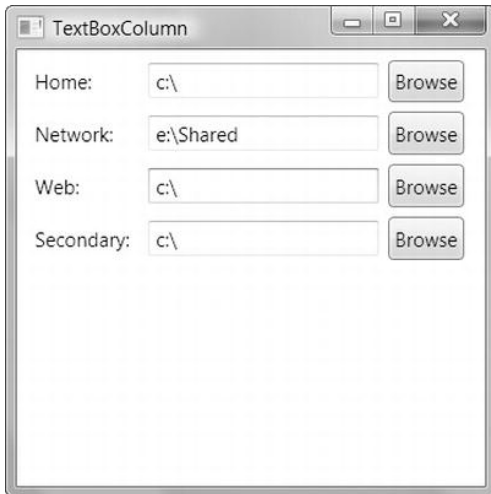 TextBoxColumn
Home: c:\ Browse
Network: e:\Shared Browse
Web: c:\ Browse
Secondary: c:\ Browse